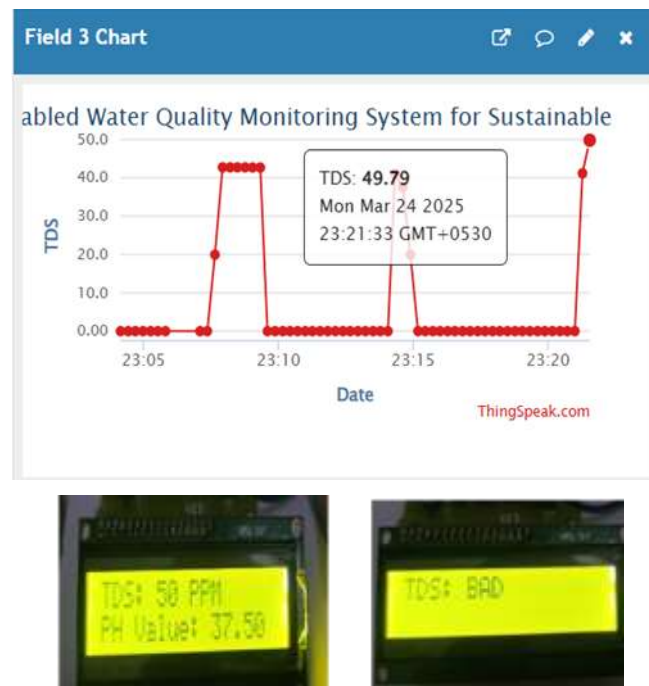 Field 3 Chart
abled Water Quality Monitoring System for Sustainable
50.0
40.0
30.0
20.0
10.0
0.00
TDS
TDS: 49.79
Mon Mar 24 2025
23:21:33 GMT+0530
23:05
23:10
23:15
23:20
Date
ThingSpeak.com
TDS: 50 PPM
PH Value: 37.50
TDS: BAD